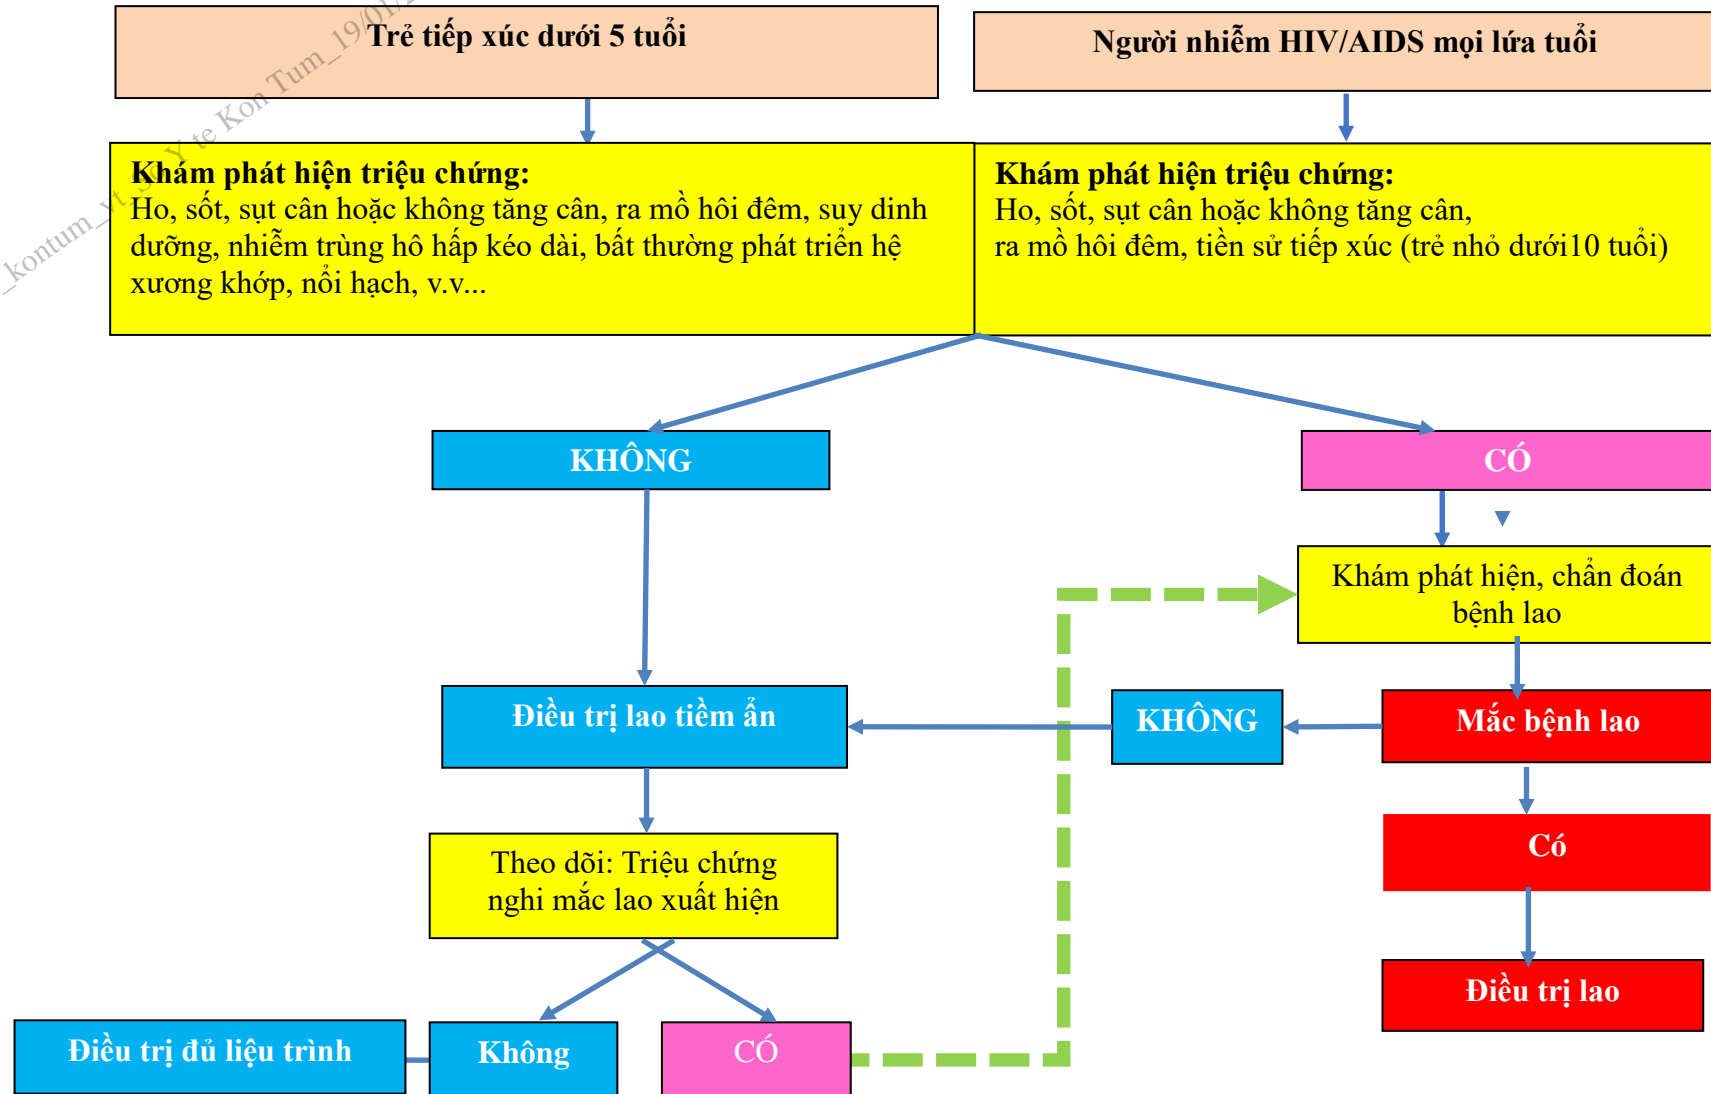 Trẻ tiếp xúc dưới 5 tuổi
Người nhiễm HIV/AIDS mọi lứa tuổi
Khám phát hiện triệu chứng:
Ho, sốt, sụt cân hoặc không tăng cân, ra mồ hôi đêm, suy dinh
dưỡng, nhiễm trùng hô hấp kéo dài, bất thường phát triển hệ
xương khớp, nổi hạch, v.v...
Khám phát hiện triệu chứng:
Ho, sốt, sụt cân hoặc không tăng cân,
ra mồ hôi đêm, tiền sử tiếp xúc (trẻ nhỏ dưới10 tuổi)
KHÔNG
CÓ
Khám phát hiện, chẩn đoán
bệnh lao
Điều trị lao tiềm ẩn
KHÔNG
Mắc bệnh lao
Có
Theo dõi: Triệu chứng
nghi mắc lao xuất hiện
Điều trị lao
Điều trị đủ liệu trình
Không
CÓ
_kontum_vt_So Y te Kon Tum_19/01/